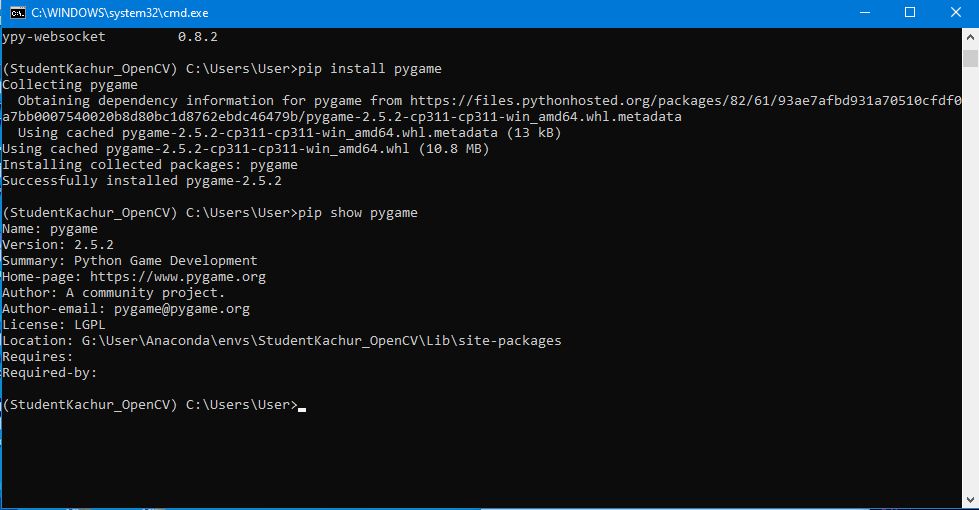 C:\WINDOWS\system32\cmd.exe
ypy-websocket 0.8.2
(StudentKachur_OpenCV) C:\Users\User>pip install pygame
Collecting pygame
Obtaining dependency information for pygame from https://files.pythonhosted.org/packages/82/61/93ae7afbd931a70510cfdf0
a7bb0007540020b8d80bc1d8762ebdc46479b/pygame-2.5.2-cp311-cp311-win_amd64.whl.metadata
Using cached pygame-2.5.2-cp311-cp311-win_amd64.whl.metadata (13 kB)
Using cached pygame-2.5.2-cp311-cp311-win_amd64.whl (10.8 MB)
Installing collected packages: pygame
Successfully installed pygame-2.5.2
(StudentKachur_OpenCV) C:\Users\User>pip show pygame
Name: pygame
Version: 2.5.2
Summary: Python Game Development
Home-page: https://www.pygame.org
Author: A community project.
Author-email: pygame@pygame.org
License: LGPL
Location: G:\User\Anaconda\envs\StudentKachur_OpenCV\Lib\site-packages
Requires:
Required-by:
(StudentKachur_OpenCV) C:\Users\User>